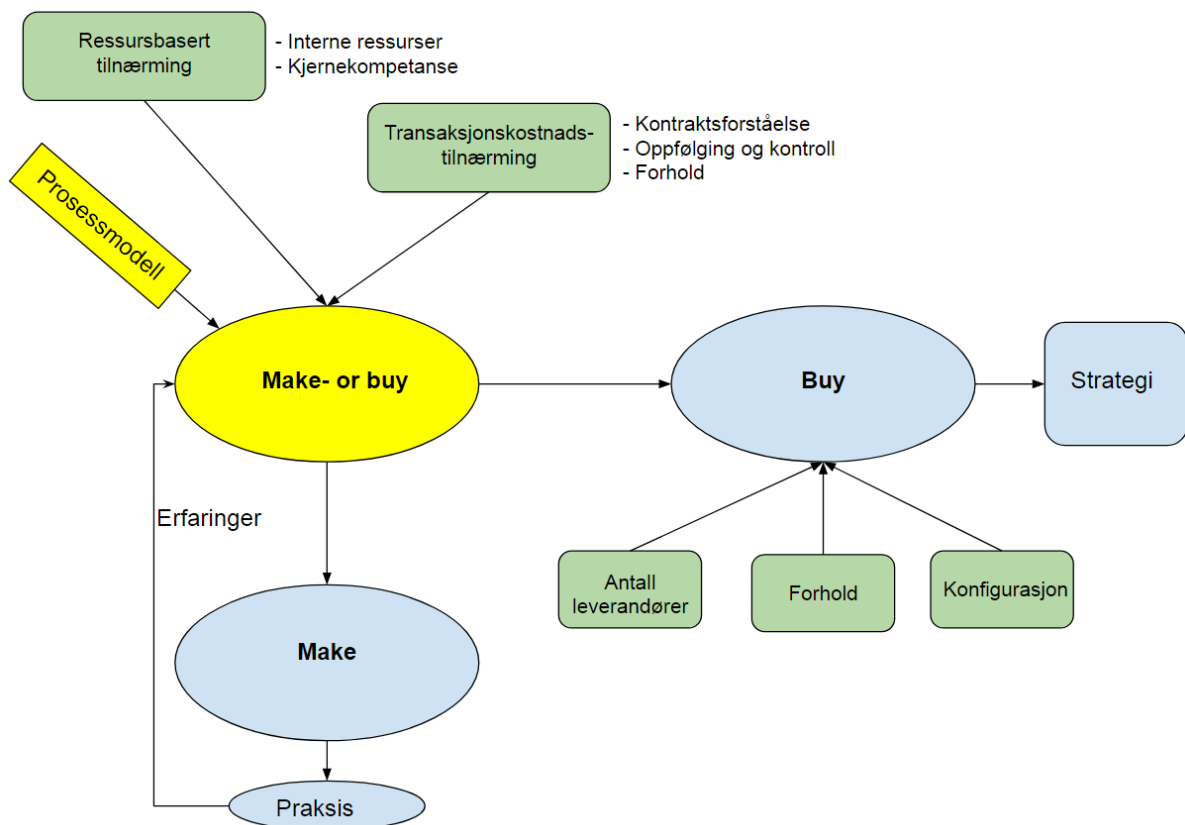 Ressursbasert
tilnærming
- Interne ressurser
- Kjernekompetanse
Transaksjonskostnads-
tilnærming
- Kontraktsforståelse
- Oppfølging og kontroll
- Forhold
Prosessmodell
Make- or buy
Buy
Strategi
Erfaringer
Antall
leverandører
Forhold
Konfigurasjon
Make
Praksis